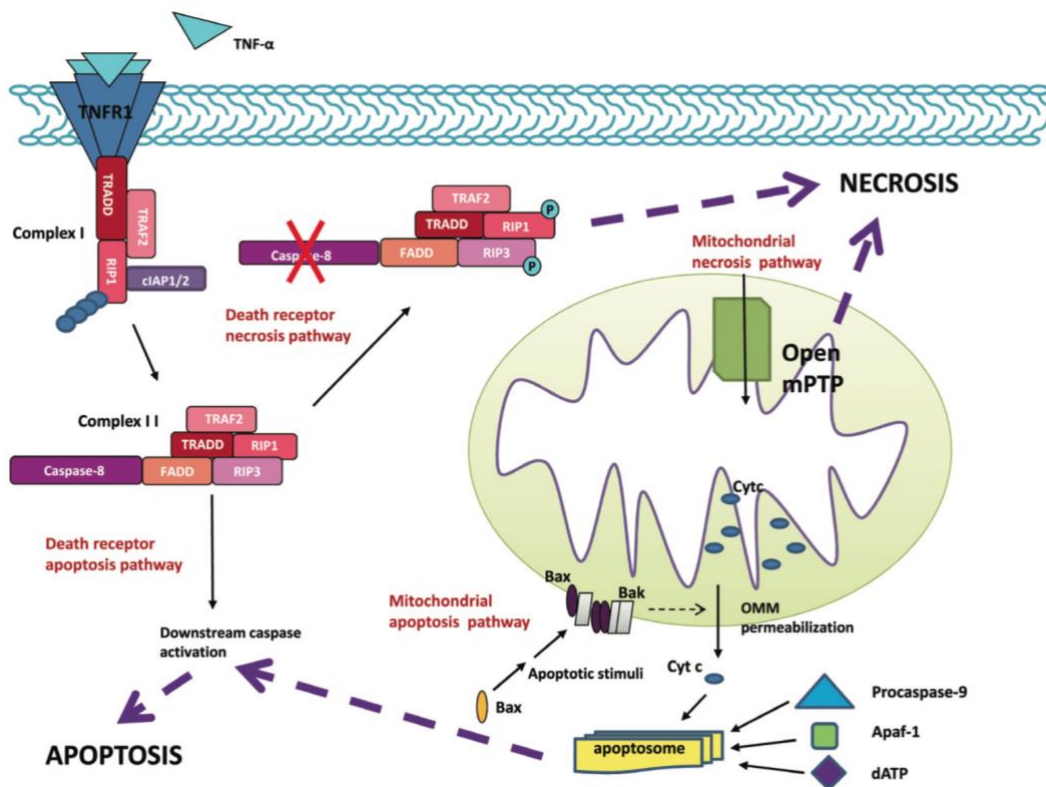 TNF-α
TNFR1
TRADD
TRAF2
Complex I
RIP1
cIAP1/2
TRAF2
TRADD
RIP1
P
Caspase-8
FADD
RIP3
P
NECROSIS
Death receptor
necrosis pathway
Mitochondrial
necrosis pathway
Open
mPTP
Complex I I
TRAF2
TRADD
RIP1
Caspase-8
FADD
RIP3
Cytc
Death receptor
apoptosis pathway
Bax
Bak
Mitochondrial
apoptosis pathway
OMM
permeabilization
Downstream caspase
activation
Apoptotic stimuli
Cyt c
Bax
Procaspase-9
Apaf-1
dATP
apoptosome
APOPTOSIS